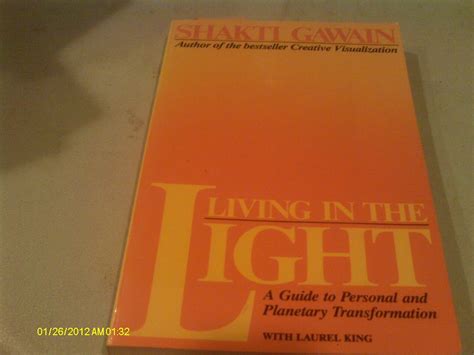 SHAKTI GAWAIN
Author of the bestseller Creative Visualization
LIVING IN THE
LIGHT
A Guide to Personal and
Planetary Transformation
WITH LAUREL KING
01/26/2012 AM 01:32